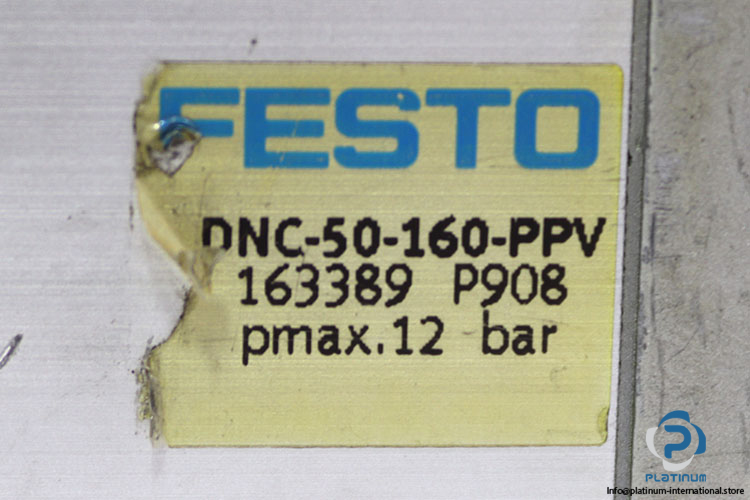 FESTO
DNC-50-160-PPV
163389 P908
pmax.12 bar
PLATINUM
Info@platinum-international.store